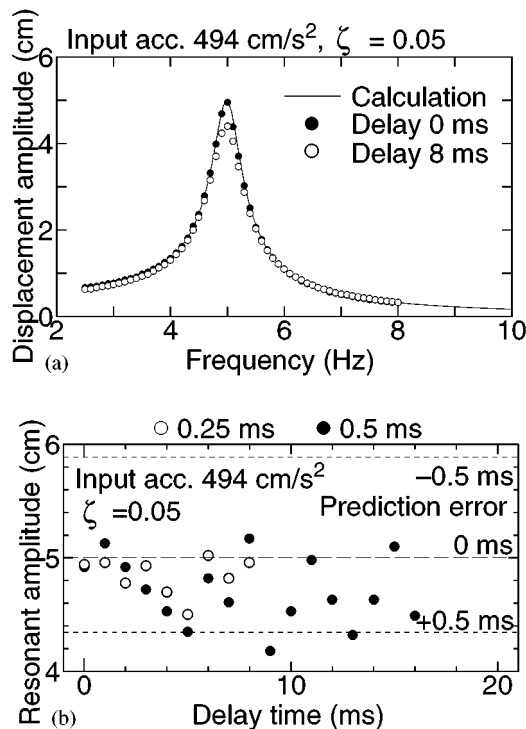 Input acc. 494 cm/s², ζ = 0.05
Displacement amplitude (cm)
6
4
2
0
Calculation
Delay 0 ms
Delay 8 ms
2 4 6 8 10
(a) Frequency (Hz)
0.25 ms 0.5 ms
Resonant amplitude (cm)
6
5
4
Input acc. 494 cm/s²
ζ =0.05
−0.5 ms
Prediction error
0 ms
+0.5 ms
0 10 20
(b) Delay time (ms)